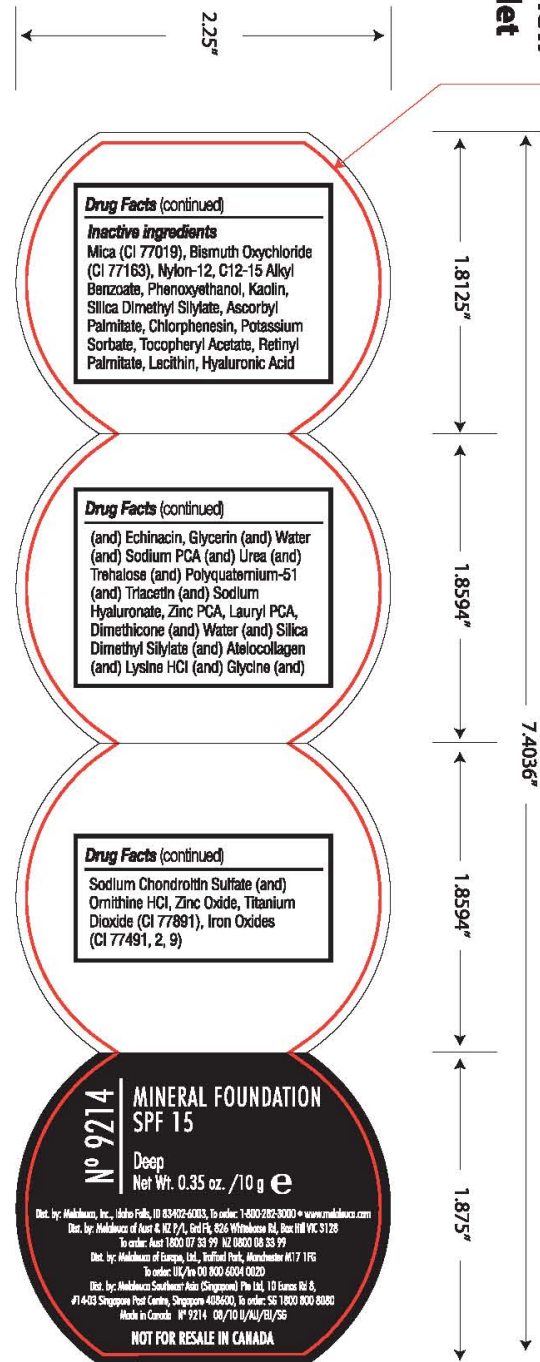 let
2.25"
1.8125"
1.8594"
7.4036"
1.8594"
1.875"
Drug Facts (continued)
Inactive ingredients
Mica (CI 77019), Bismuth Oxychloride
(CI 77163), Nylon-12, C12-15 Alkyl
Benzoate, Phenoxyethanol, Kaolin,
Silica Dimethyl Silylate, Ascorbyl
Palmitate, Chlorphenesin, Potassium
Sorbate, Tocopheryl Acetate, Retinyl
Palmitate, Lecithin, Hyaluronic Acid
Drug Facts (continued)
(and) Echinacin, Glycerin (and) Water
(and) Sodium PCA (and) Urea (and)
Trehalose (and) Polyquaternium-51
(and) Triacetin (and) Sodium
Hyaluronate, Zinc PCA, Lauryl PCA,
Dimethicone (and) Water (and) Silica
Dimethyl Silylate (and) Atelocollagen
(and) Lysine HCl (and) Glycine (and)
Drug Facts (continued)
Sodium Chondroitin Sulfate (and)
Ornithine HCl, Zinc Oxide, Titanium
Dioxide (CI 77891), Iron Oxides
(CI 77491, 2, 9)
Nº 9214
MINERAL FOUNDATION
SPF 15
Deep
Net Wt. 0.35 oz. /10 g e
Dist. by: Melaleuca, Inc., Idaho Falls, ID 83402-6003, To order: 1-800-282-3000 • www.melaleuca.com
Dist. by: Melaleuca of Aust & NZ P/L, Grd Flr, 826 Whitehorse Rd, Box Hill VIC 3128
To order: Aust 1800 07 33 99 NZ 0800 08 33 99
Dist. by: Melaleuca of Europe, Ltd., Trafford Park, Manchester M17 1FG
To order: UK/Ire 00 800 6004 0020
Dist. by: Melaleuca Southeast Asia (Singapore) Pte Ltd, 10 Eunos Rd 8,
#14-03 Singapore Post Centre, Singapore 408600, To order: SG 1800 800 8080
Made in Canada Nº 9214 08/10 U/AU/EU/SG
NOT FOR RESALE IN CANADA